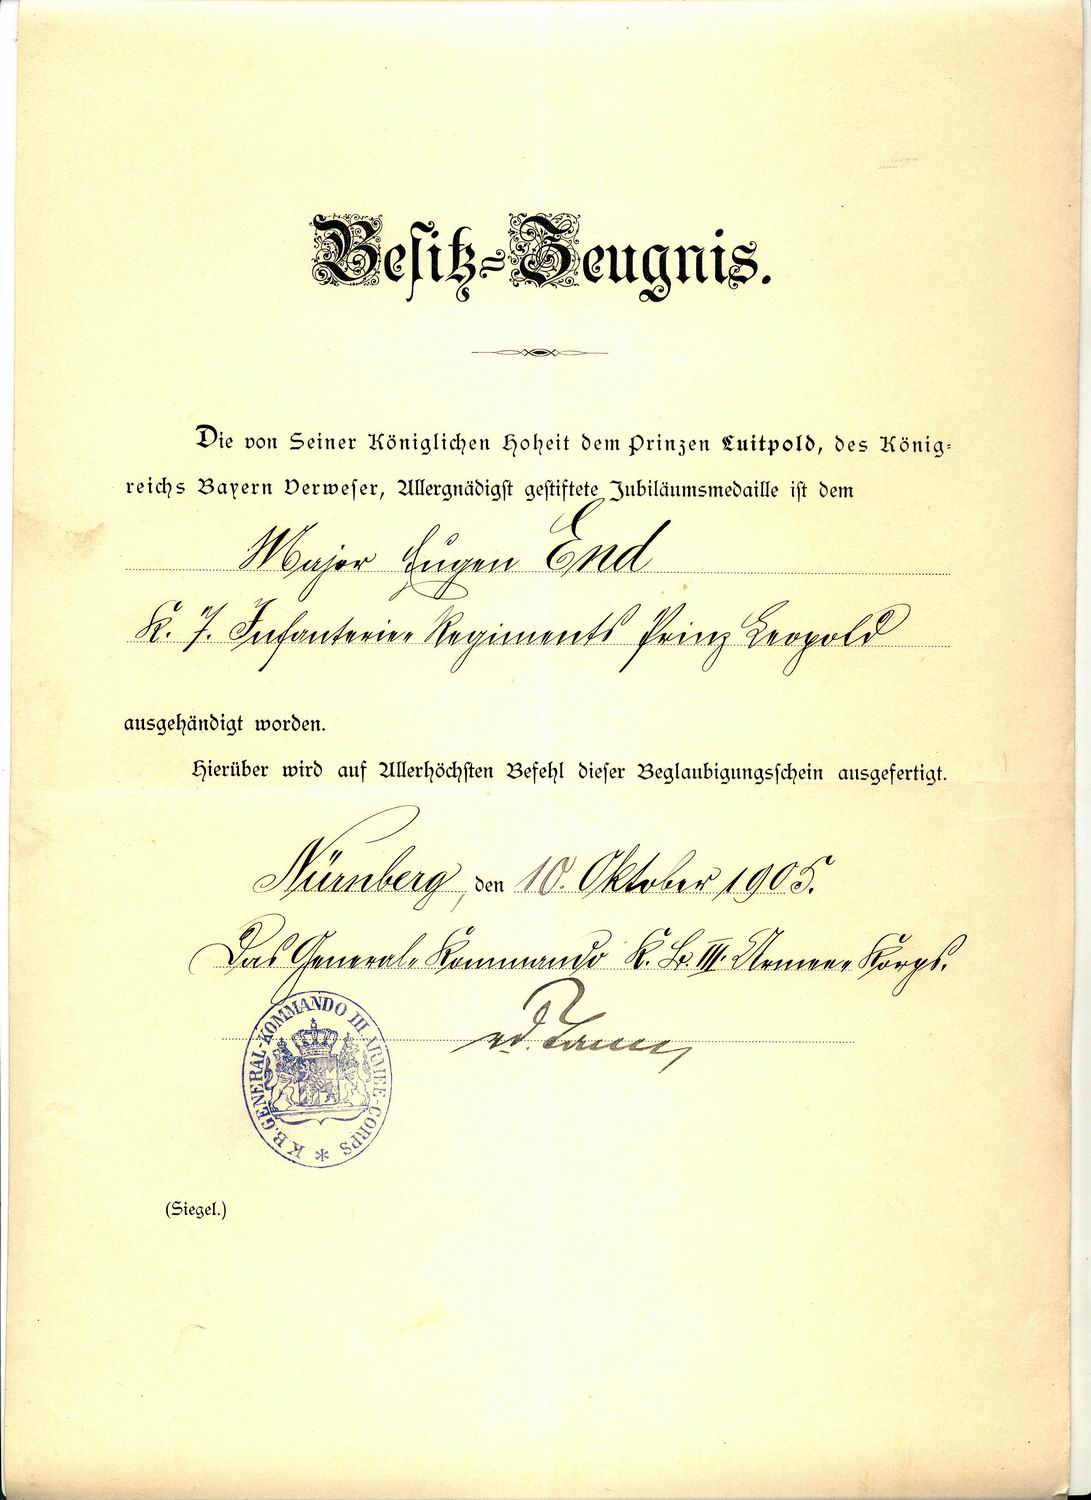 Besitz-Zeugnis.
Die von Seiner Königlichen Hoheit dem Prinzen Luitpold, des König-
reichs Bayern Verweser, Allergnädigst gestiftete Jubiläumsmedaille ist dem
Major Eugen End
K. 7. Infanterie-Regiments Prinz Leopold
ausgehändigt worden.
Hierüber wird auf Allerhöchsten Befehl dieser Beglaubigungsschein ausgefertigt.
Nürnberg, den 10. Oktober 1905.
Das General-Kommando K. B. III. Armee-Korps.
v. d. Tann
K.B. GENERAL-KOMMANDO III. ARMEE-CORPS *
(Siegel.)